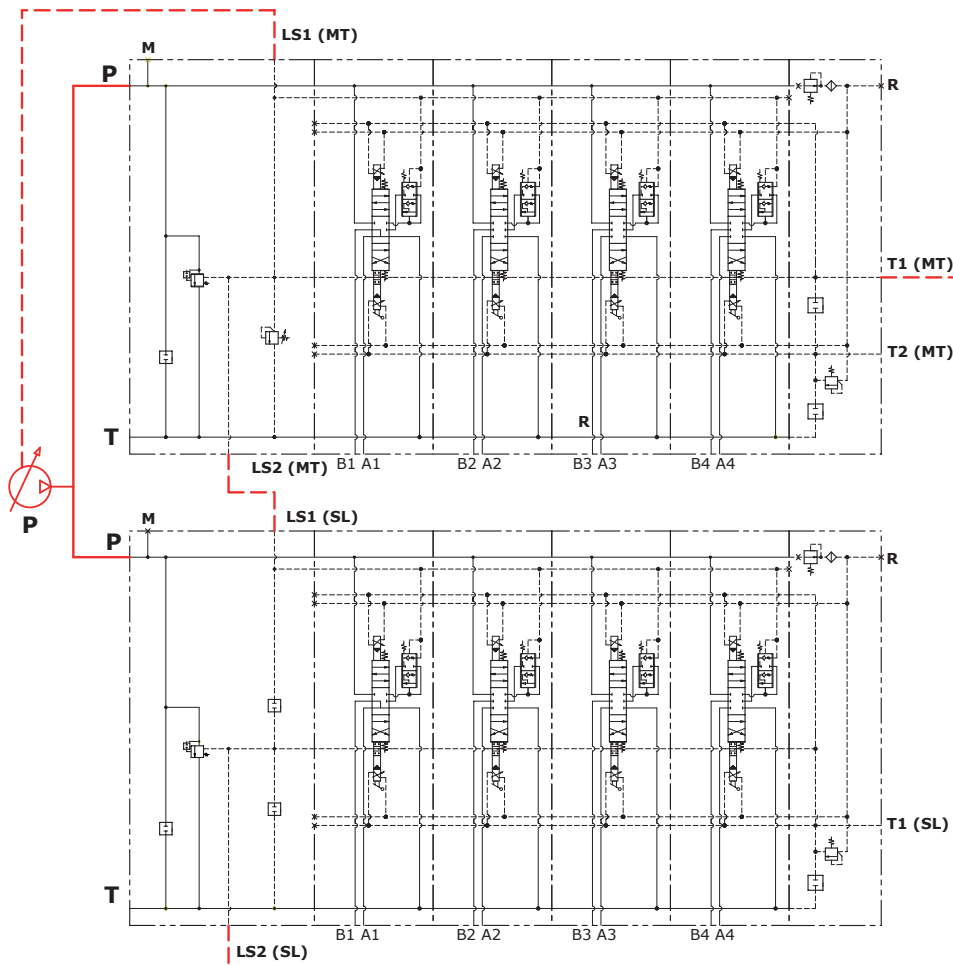 LS1 (MT)
M
P
R
T1 (MT)
T2 (MT)
R
T
LS2 (MT)
B1 A1
B2 A2
B3 A3
B4 A4
P
LS1 (SL)
M
P
R
T1 (SL)
T
B1 A1
B2 A2
B3 A3
B4 A4
LS2 (SL)